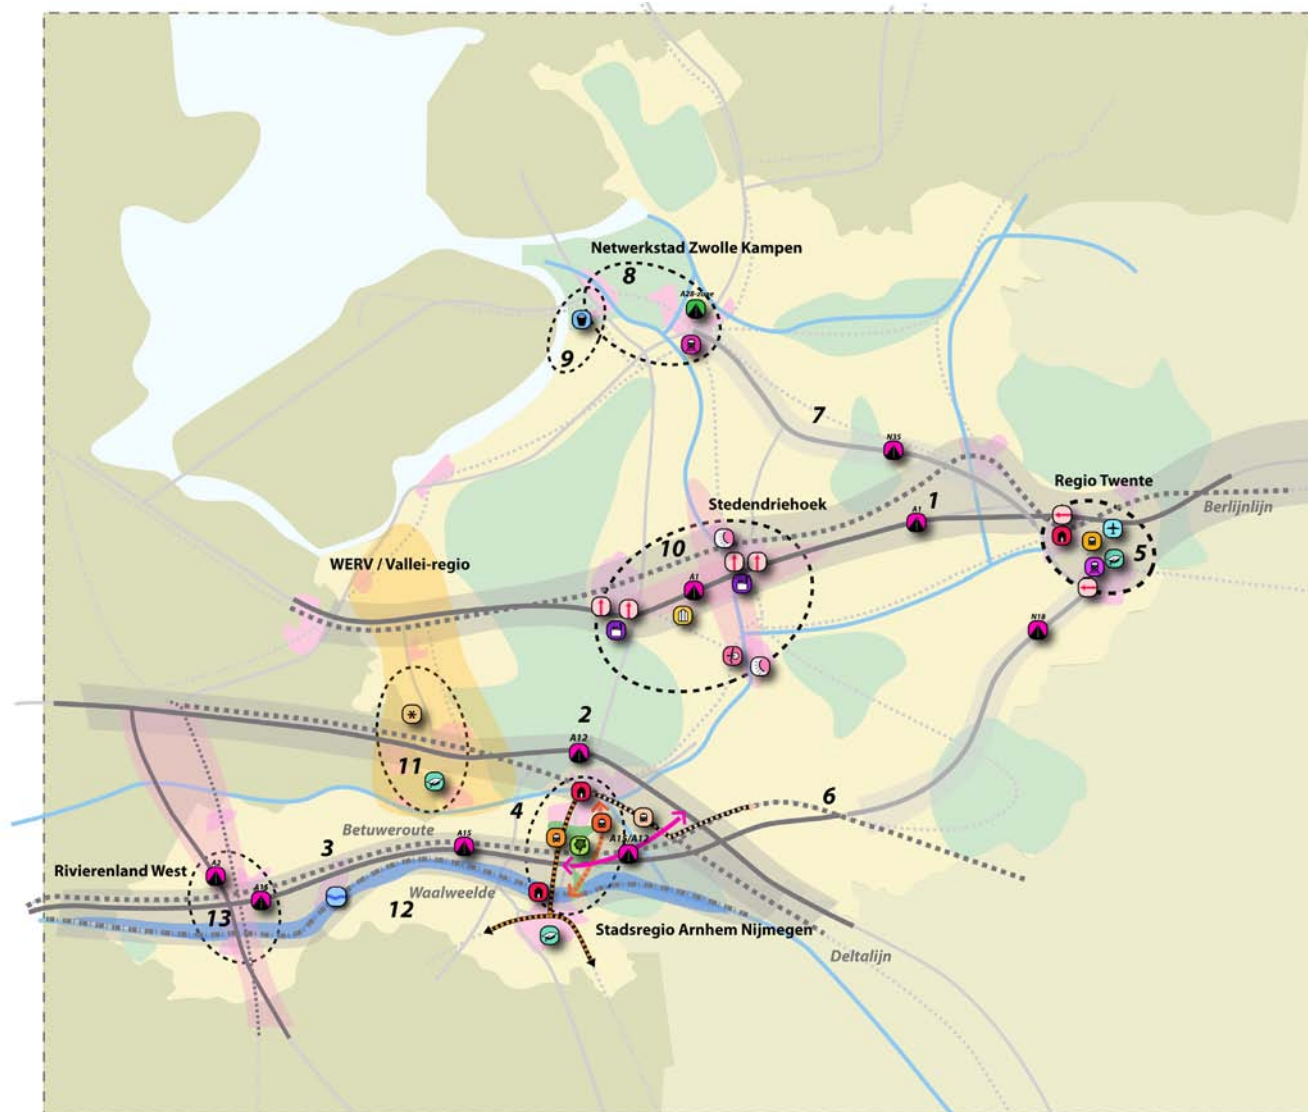 Netwerkstad Zwolle Kampen
8
A28-zone
9
7
N35
Regio Twente
Stedendriehoek
1
A1
Berlijnlijn
10
5
WERV / Vallei-regio
A1
N18
2
A12
11
4
6
Betuweroute
A15
A15/A12
3
Rivierenland West
A2
A15
Waalweelde
12
13
Stadsregio Arnhem Nijmegen
Deltalijn